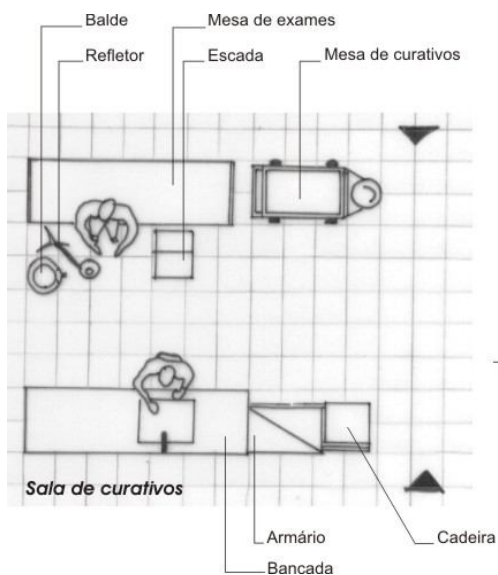 Balde
Mesa de exames
Refletor
Escada
Mesa de curativos
Sala de curativos
Armário
Cadeira
Bancada